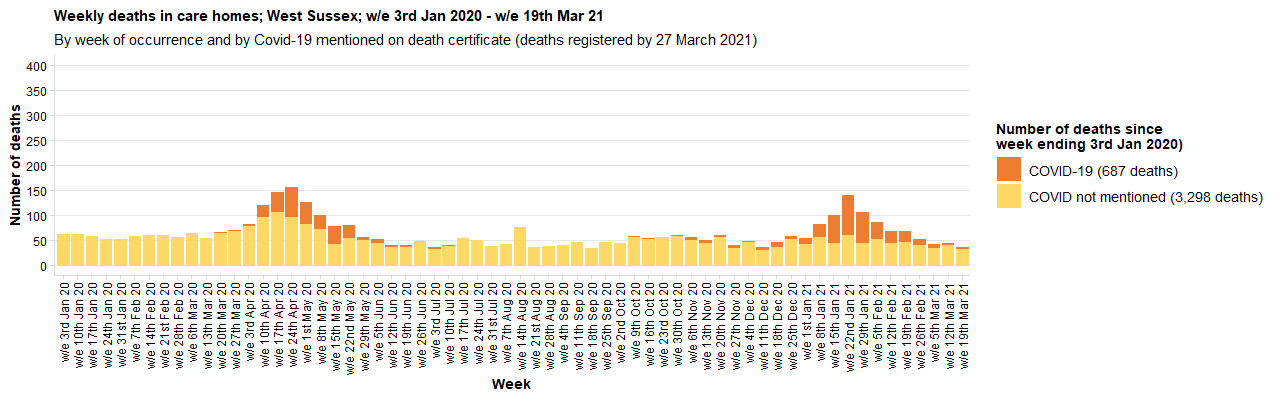 Weekly deaths in care homes; West Sussex; w/e 3rd Jan 2020 - w/e 19th Mar 21
By week of occurrence and by Covid-19 mentioned on death certificate (deaths registered by 27 March 2021)
Number of deaths
400
350
300
250
200
150
100
50
0
w/e 3rd Jan 20
w/e 10th Jan 20
w/e 17th Jan 20
w/e 24th Jan 20
w/e 31st Jan 20
w/e 7th Feb 20
w/e 14th Feb 20
w/e 21st Feb 20
w/e 28th Feb 20
w/e 6th Mar 20
w/e 13th Mar 20
w/e 20th Mar 20
w/e 27th Mar 20
w/e 3rd Apr 20
w/e 10th Apr 20
w/e 17th Apr 20
w/e 24th Apr 20
w/e 1st May 20
w/e 8th May 20
w/e 15th May 20
w/e 22nd May 20
w/e 29th May 20
w/e 5th Jun 20
w/e 12th Jun 20
w/e 19th Jun 20
w/e 26th Jun 20
w/e 3rd Jul 20
w/e 10th Jul 20
w/e 17th Jul 20
w/e 24th Jul 20
w/e 31st Jul 20
w/e 7th Aug 20
w/e 14th Aug 20
w/e 21st Aug 20
w/e 28th Aug 20
w/e 4th Sep 20
w/e 11th Sep 20
w/e 18th Sep 20
w/e 25th Sep 20
w/e 2nd Oct 20
w/e 9th Oct 20
w/e 16th Oct 20
w/e 23rd Oct 20
w/e 30th Oct 20
w/e 6th Nov 20
w/e 13th Nov 20
w/e 20th Nov 20
w/e 27th Nov 20
w/e 4th Dec 20
w/e 11th Dec 20
w/e 18th Dec 20
w/e 25th Dec 20
w/e 1st Jan 21
w/e 8th Jan 21
w/e 15th Jan 21
w/e 22nd Jan 21
w/e 29th Jan 21
w/e 5th Feb 21
w/e 12th Feb 21
w/e 19th Feb 21
w/e 26th Feb 21
w/e 5th Mar 21
w/e 12th Mar 21
w/e 19th Mar 21
Week
Number of deaths since
week ending 3rd Jan 2020)
COVID-19 (687 deaths)
COVID not mentioned (3,298 deaths)